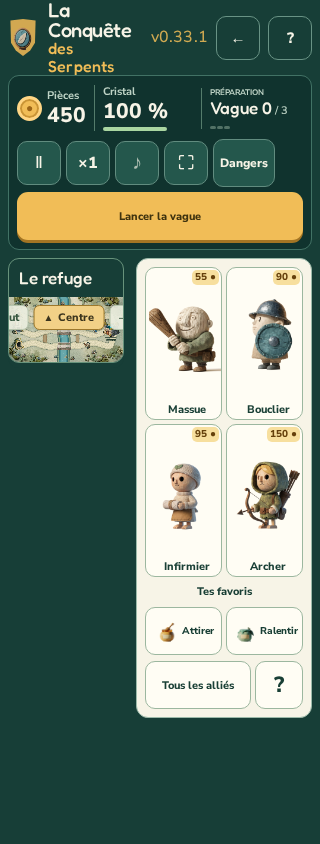 La
Conquête
des
Serpents
v0.33.1
←
?
Pièces
450
Cristal
100 %
PRÉPARATION
Vague 0 / 3
II
×1
♪
Dangers
Lancer la vague
Le refuge
ut
▲ Centre
55
Massue
90
Bouclier
95
Infirmier
150
Archer
Tes favoris
Attirer
Ralentir
Tous les alliés
?